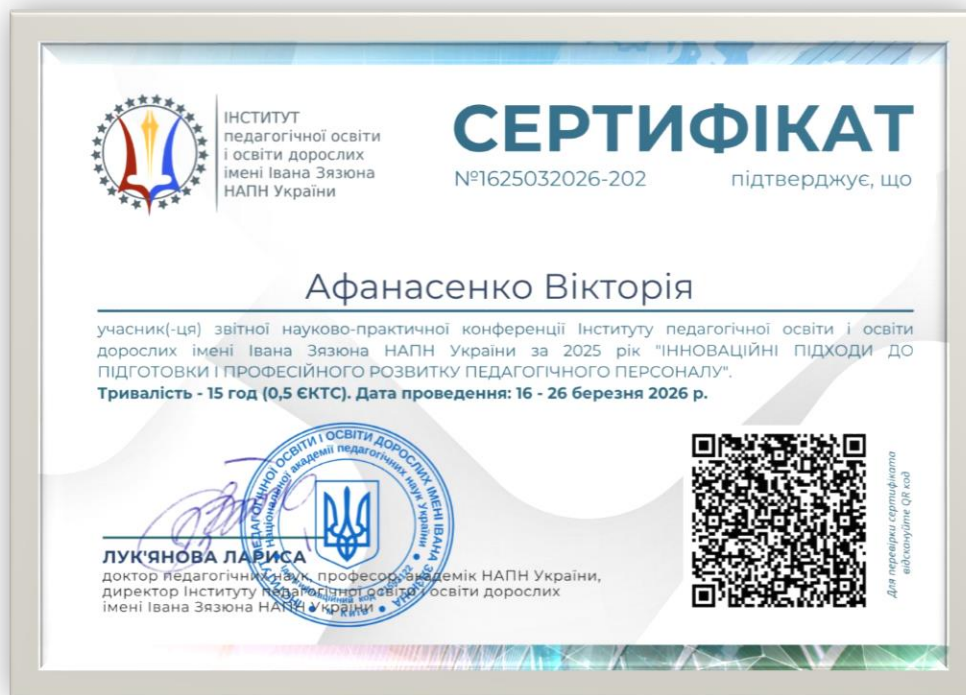 ІНСТИТУТ
педагогічної освіти
і освіти дорослих
імені Івана Зязюна
НАПН України
СЕРТИФІКАТ
№1625032026-202 підтверджує, що
Афанасенко Вікторія
учасник(-ця) звітної науково-практичної конференції Інституту педагогічної освіти і освіти
дорослих імені Івана Зязюна НАПН України за 2025 рік "ІННОВАЦІЙНІ ПІДХОДИ ДО
ПІДГОТОВКИ І ПРОФЕСІЙНОГО РОЗВИТКУ ПЕДАГОГІЧНОГО ПЕРСОНАЛУ".
Тривалість - 15 год (0,5 ЄКТС). Дата проведення: 16 - 26 березня 2026 р.
ЛУК'ЯНОВА ЛАРИСА
доктор педагогічних наук, професор, академік НАПН України,
директор Інституту педагогічної освіти і освіти дорослих
імені Івана Зязюна НАПН України
ПЕДАГОГІЧНОЇ ОСВІТИ І ОСВІТИ ДОРОСЛИХ ІМЕНІ ІВАНА ЗЯЗЮНА
Національної академії педагогічних наук України
Для перевірки сертифіката
відскануйте QR код